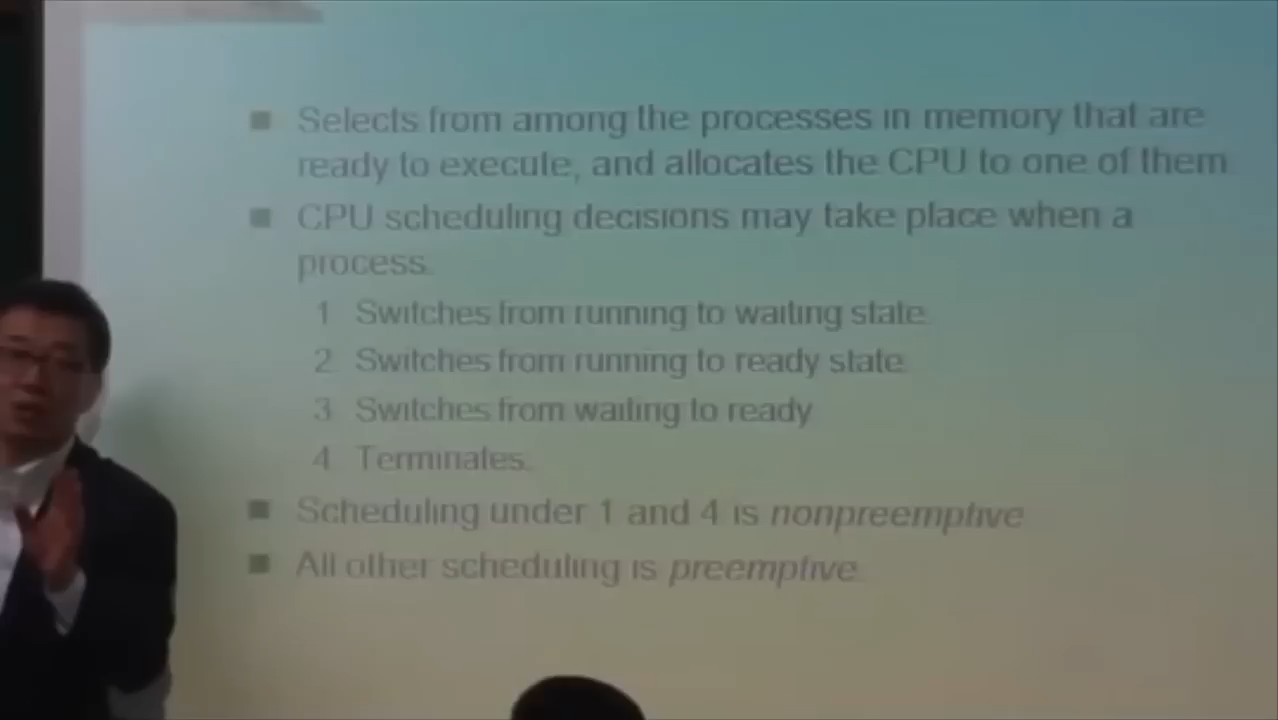 Selects from among the processes in memory that are
ready to execute, and allocates the CPU to one of them
CPU scheduling decisions may take place when a
process.
1. Switches from running to waiting state.
2. Switches from running to ready state.
3. Switches from waiting to ready
4. Terminates.
Scheduling under 1 and 4 is nonpreemptive
All other scheduling is preemptive.